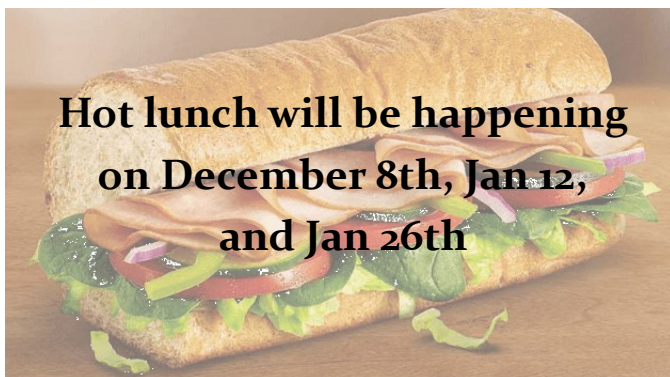 Hot lunch will be happening
on December 8th, Jan 12,
and Jan 26th